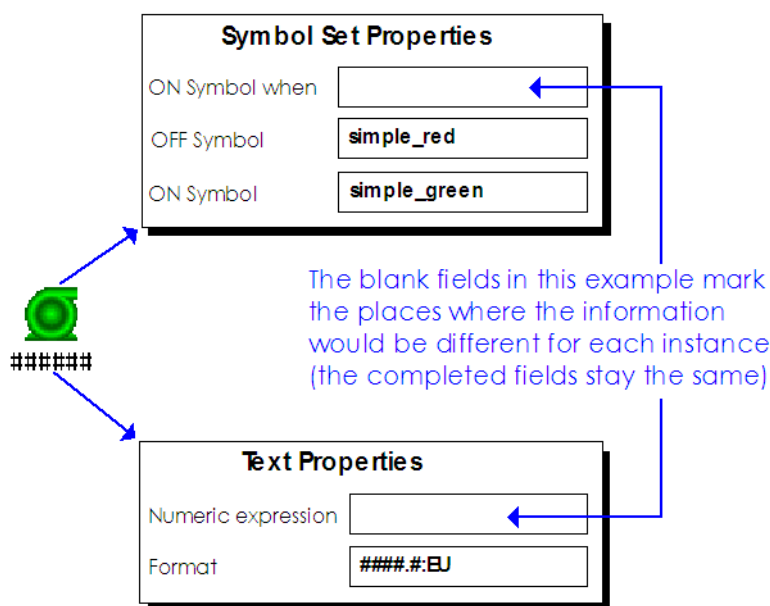 Symbol Set Properties
ON Symbol when
OFF Symbol simple_red
ON Symbol simple_green
The blank fields in this example mark
the places where the information
would be different for each instance
(the completed fields stay the same)
######
Text Properties
Numeric expression
Format ####.#:EU